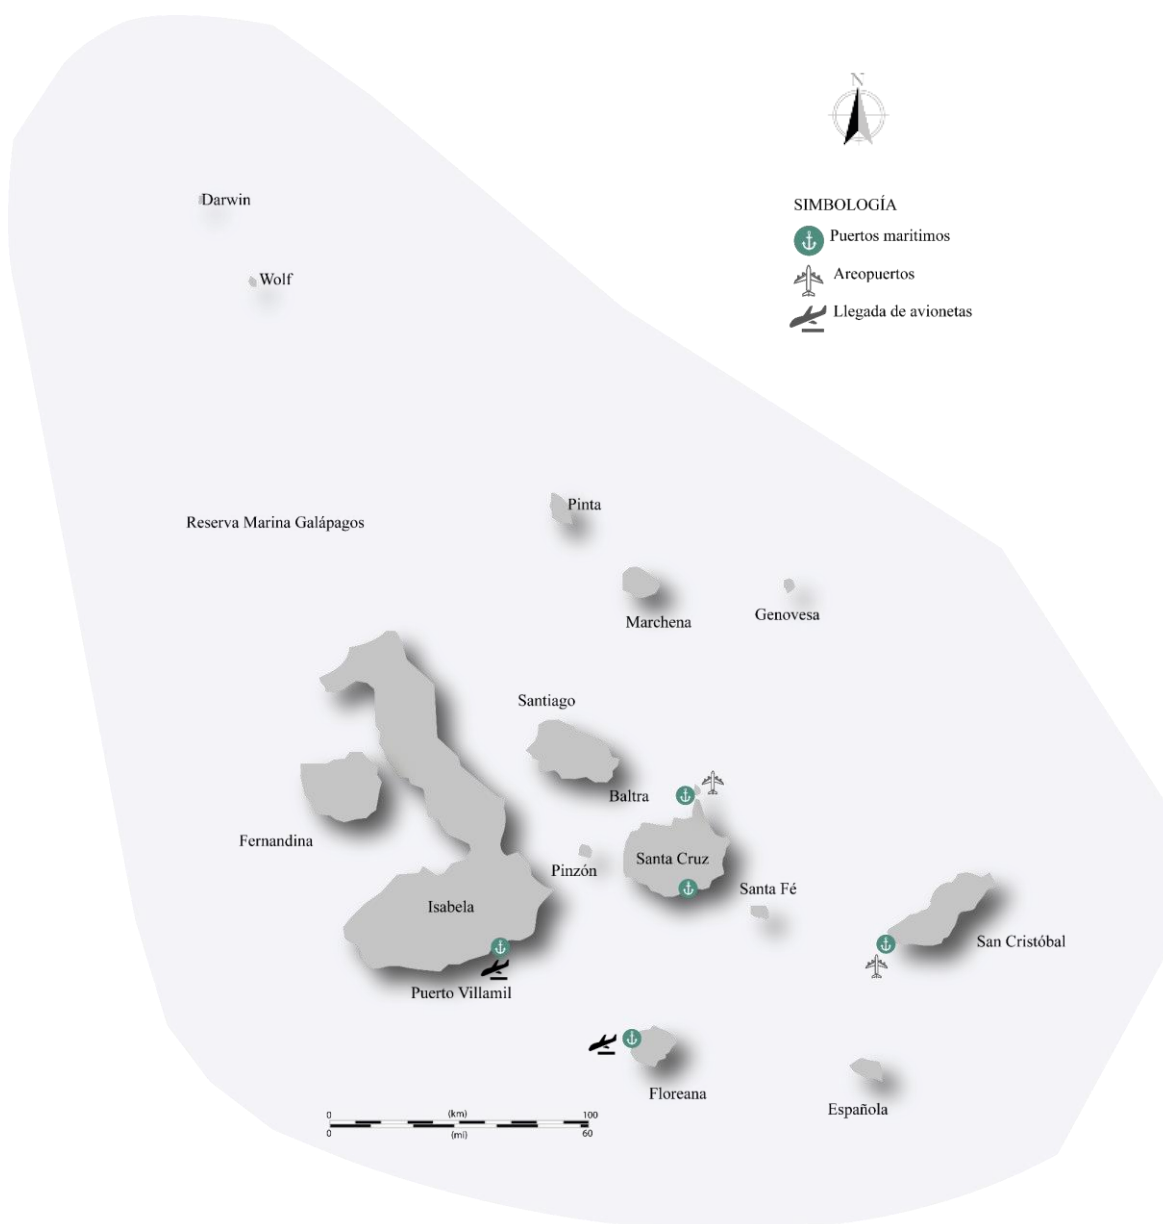 N
Darwin
SIMBOLOGÍA
Puertos maritimos
Wolf
Areopuertos
Llegada de avionetas
Pinta
Reserva Marina Galápagos
Marchena
Genovesa
Santiago
Baltra
Fernandina
Santa Cruz
Pinzón
Santa Fé
Isabela
San Cristóbal
Puerto Villamil
Floreana
Española
0 (km) 100
0 (mi) 60